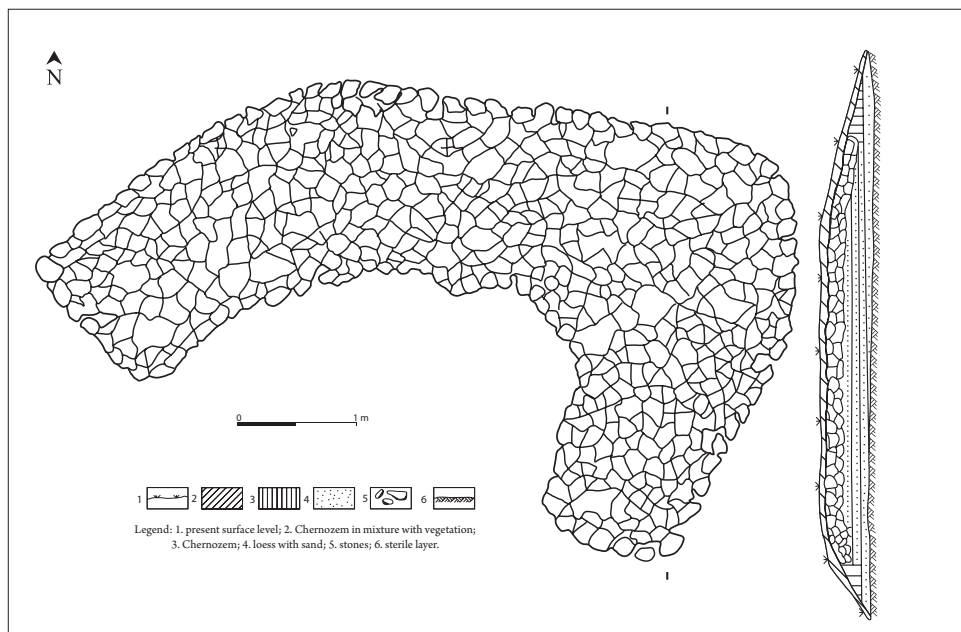 N
0 1 m
1 2 3 4 5 6
Legend: 1. present surface level; 2. Chernozem in mixture with vegetation;
3. Chernozem; 4. loess with sand; 5. stones; 6. sterile layer.